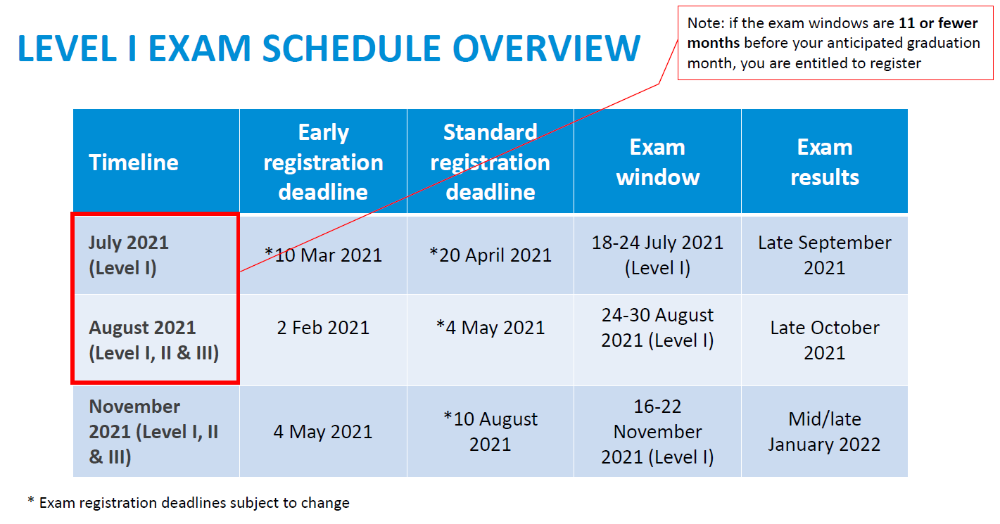 LEVEL I EXAM SCHEDULE OVERVIEW
Note: if the exam windows are 11 or fewer
months before your anticipated graduation
month, you are entitled to register
Timeline
Early
registration
deadline
Standard
registration
deadline
Exam
window
Exam
results
July 2021
(Level I)
*10 Mar 2021
*20 April 2021
18-24 July 2021
(Level I)
Late September
2021
August 2021
(Level I, II & III)
2 Feb 2021
*4 May 2021
24-30 August
2021 (Level I)
Late October
2021
November
2021 (Level I, II
& III)
4 May 2021
*10 August
2021
16-22
November
2021 (Level I)
Mid/late
January 2022
* Exam registration deadlines subject to change